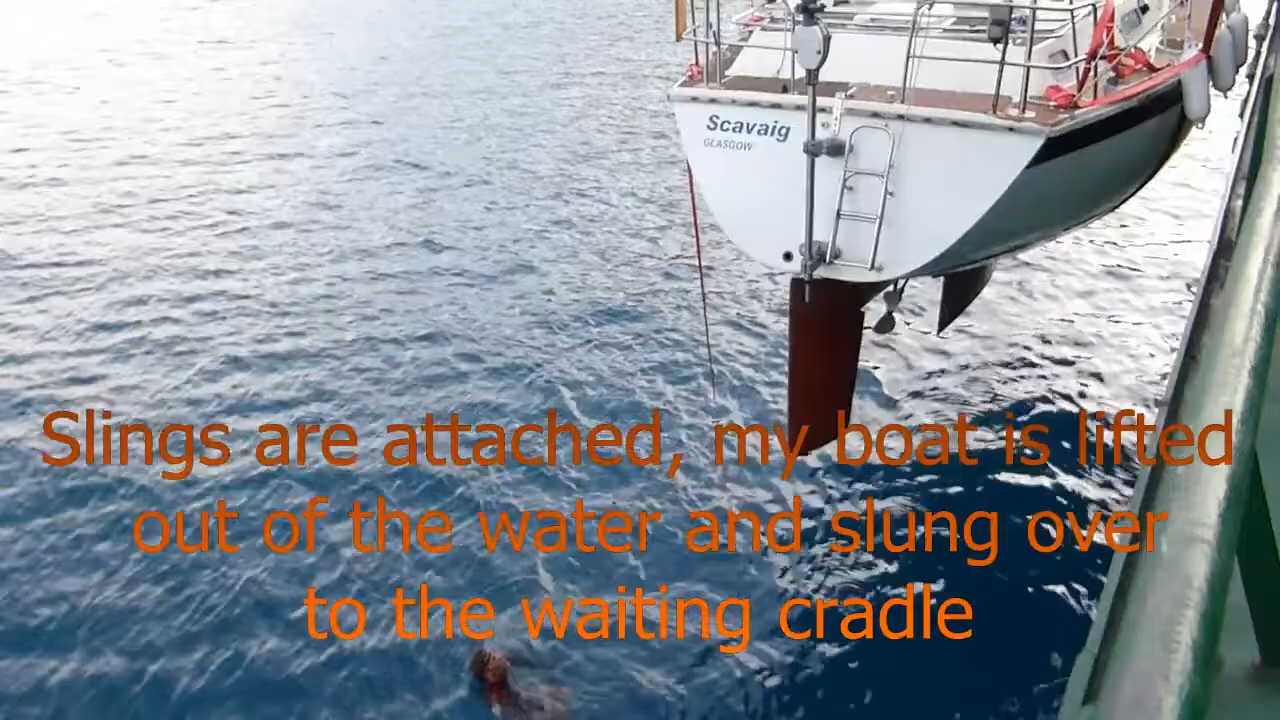 Scavaig
GLASGOW
Slings are attached, my boat is lifted
out of the water and slung over
to the waiting cradle